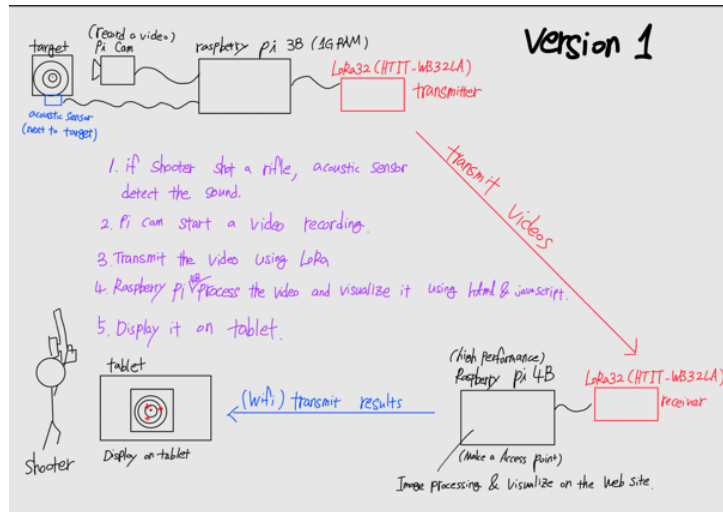 Version 1
target
(record a video)
Pi Cam
raspberry pi 3B (1G RAM)
LoRa32 (HTIT-WB32LA)
transmitter
acoustic sensor
(next to target)
transmit videos
1. if shooter shot a rifle, acoustic sensor
detect the sound.
2. Pi cam start a video recording.
3. Transmit the video using LoRa
4. Raspberry Pi 4B process the video and visualize it using html & javascript.
5. Display it on tablet.
shooter
tablet
Display on tablet
(Wifi) transmit results
(high performance)
Raspberry pi 4B
(Make a Access point)
Image processing & visualize on the Web site.
LoRa32 (HTIT-WB32LA)
receiver